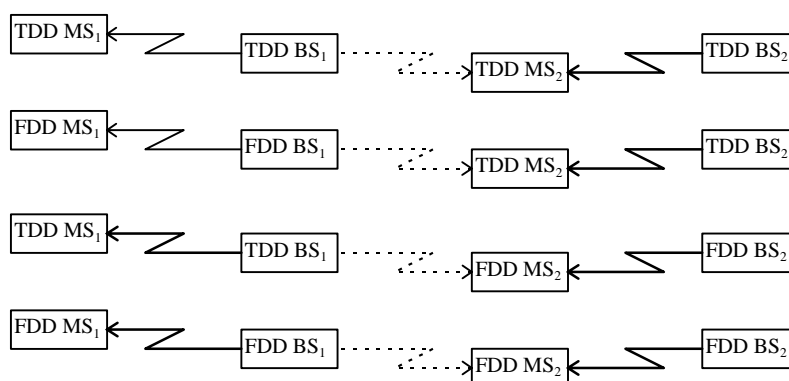 TDD MS₁ TDD BS₁ TDD MS₂ TDD BS₂
FDD MS₁ FDD BS₁ TDD MS₂ TDD BS₂
TDD MS₁ TDD BS₁ FDD MS₂ FDD BS₂
FDD MS₁ FDD BS₁ FDD MS₂ FDD BS₂